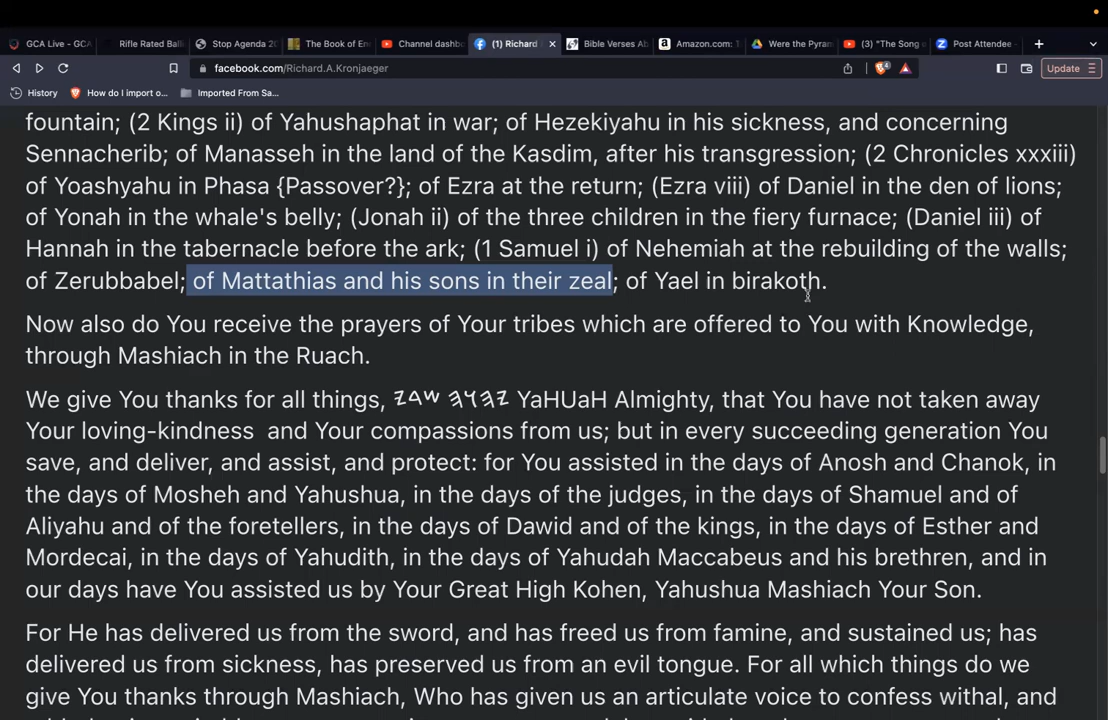 GCA Live - GCA
Rifle Rated Balli
Stop Agenda 20
The Book of En
Channel dashbo
(1) Richard
Bible Verses Ab
Amazon.com: 1
Were the Pyram
(3) "The Song o
Post Attendee -
facebook.com/Richard.A.Kronjaeger
4
Update
History
How do I import o...
Imported From Sa...
fountain; (2 Kings ii) of Yahushaphat in war; of Hezekiyahu in his sickness, and concerning
Sennacherib; of Manasseh in the land of the Kasdim, after his transgression; (2 Chronicles xxxiii)
of Yoashyahu in Phasa {Passover?}; of Ezra at the return; (Ezra viii) of Daniel in the den of lions;
of Yonah in the whale's belly; (Jonah ii) of the three children in the fiery furnace; (Daniel iii) of
Hannah in the tabernacle before the ark; (1 Samuel i) of Nehemiah at the rebuilding of the walls;
of Zerubbabel; of Mattathias and his sons in their zeal; of Yael in birakoth.
Now also do You receive the prayers of Your tribes which are offered to You with Knowledge,
through Mashiach in the Ruach.
We give You thanks for all things, 𐤉𐤄𐤅𐤄 𐤔𐤃𐤉 YaHUaH Almighty, that You have not taken away
Your loving-kindness and Your compassions from us; but in every succeeding generation You
save, and deliver, and assist, and protect: for You assisted in the days of Anosh and Chanok, in
the days of Mosheh and Yahushua, in the days of the judges, in the days of Shamuel and of
Aliyahu and of the foretellers, in the days of Dawid and of the kings, in the days of Esther and
Mordecai, in the days of Yahudith, in the days of Yahudah Maccabeus and his brethren, and in
our days have You assisted us by Your Great High Kohen, Yahushua Mashiach Your Son.
For He has delivered us from the sword, and has freed us from famine, and sustained us; has
delivered us from sickness, has preserved us from an evil tongue. For all which things do we
give You thanks through Mashiach, Who has given us an articulate voice to confess withal, and